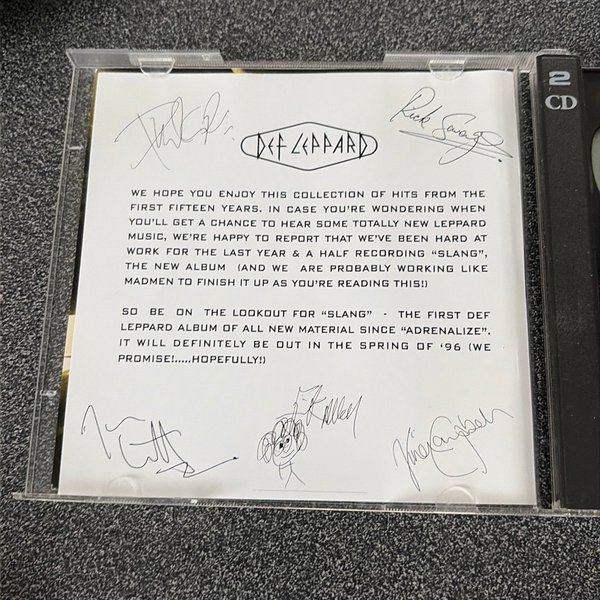 Rick Savage
DEF LEPPARD
2
CD
WE HOPE YOU ENJOY THIS COLLECTION OF HITS FROM THE
FIRST FIFTEEN YEARS. IN CASE YOU'RE WONDERING WHEN
YOU'LL GET A CHANCE TO HEAR SOME TOTALLY NEW LEPPARD
MUSIC, WE'RE HAPPY TO REPORT THAT WE'VE BEEN HARD AT
WORK FOR THE LAST YEAR & A HALF RECORDING "SLANG",
THE NEW ALBUM (AND WE ARE PROBABLY WORKING LIKE
MADMEN TO FINISH IT UP AS YOU'RE READING THIS!)
SO BE ON THE LOOKOUT FOR "SLANG" - THE FIRST DEF
LEPPARD ALBUM OF ALL NEW MATERIAL SINCE "ADRENALIZE".
IT WILL DEFINITELY BE OUT IN THE SPRING OF '96 (WE
PROMISE!.....HOPEFULLY!)
Vivian Campbell